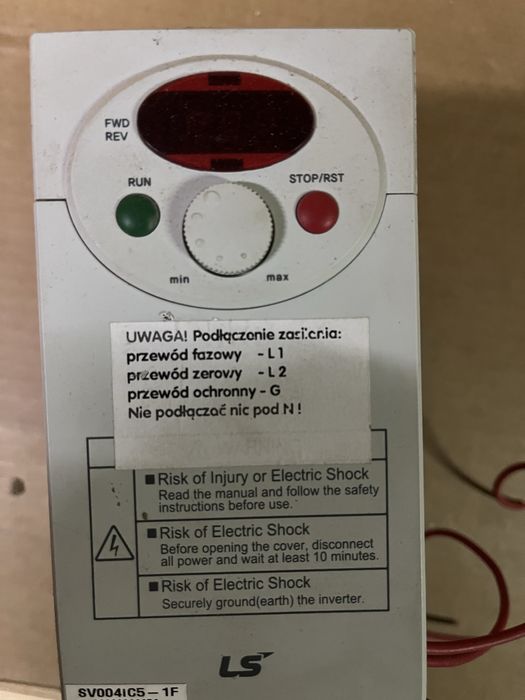 FWD
REV
RUN
STOP/RST
min
max
UWAGA! Podłączenie zasilania:
przewód fazowy - L1
przewód zerowy - L2
przewód ochronny - G
Nie podłączać nic pod N!
WARNING
■ Risk of Injury or Electric Shock
Read the manual and follow the safety
instructions before use.
■ Risk of Electric Shock
Before opening the cover, disconnect
all power and wait at least 10 minutes.
■ Risk of Electric Shock
Securely ground(earth) the inverter.
LS
SV004iC5-1F